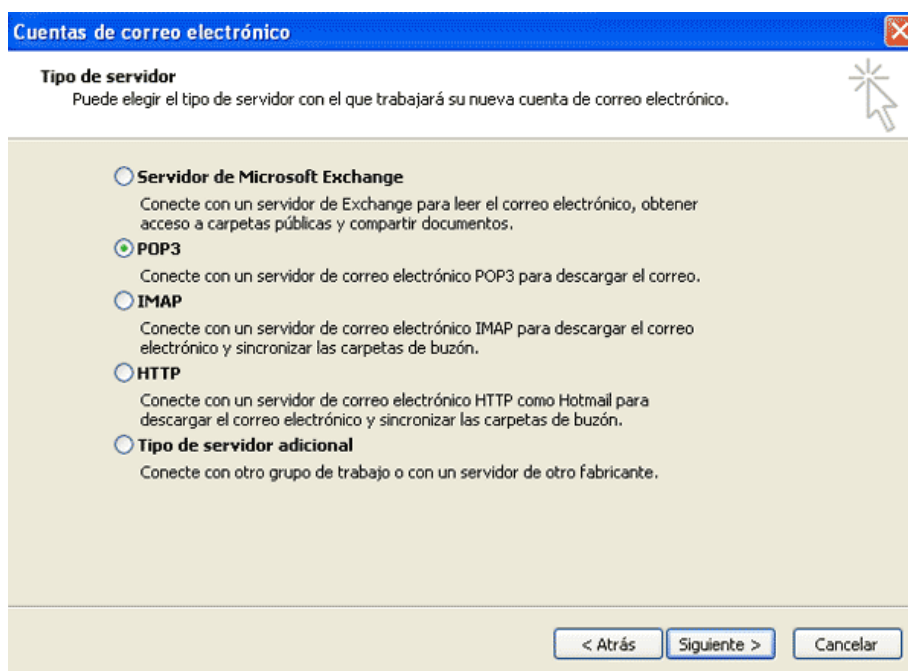 Cuentas de correo electrónico
Tipo de servidor
Puede elegir el tipo de servidor con el que trabajará su nueva cuenta de correo electrónico.
Servidor de Microsoft Exchange
Conecte con un servidor de Exchange para leer el correo electrónico, obtener
acceso a carpetas públicas y compartir documentos.
POP3
Conecte con un servidor de correo electrónico POP3 para descargar el correo.
IMAP
Conecte con un servidor de correo electrónico IMAP para descargar el correo
electrónico y sincronizar las carpetas de buzón.
HTTP
Conecte con un servidor de correo electrónico HTTP como Hotmail para
descargar el correo electrónico y sincronizar las carpetas de buzón.
Tipo de servidor adicional
Conecte con otro grupo de trabajo o con un servidor de otro fabricante.
< Atrás Siguiente > Cancelar